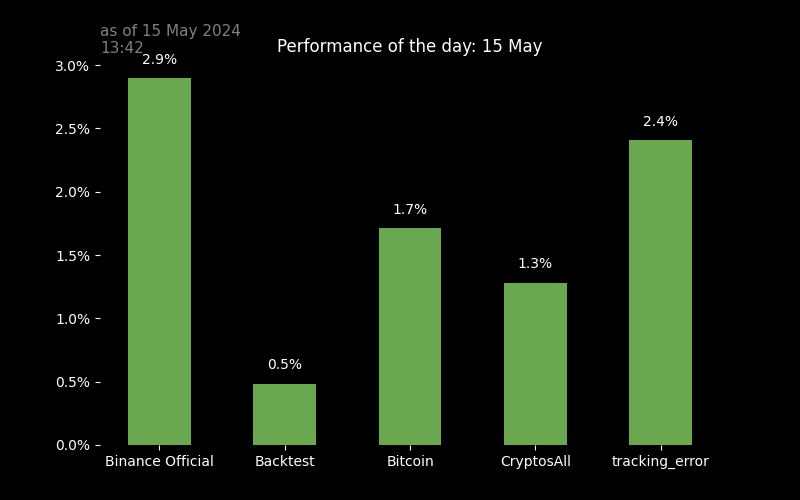 as of 15 May 2024
13:42
Performance of the day: 15 May
3.0%
2.5%
2.0%
1.5%
1.0%
0.5%
0.0%
2.9%
0.5%
1.7%
1.3%
2.4%
Binance Official
Backtest
Bitcoin
CryptosAll
tracking_error